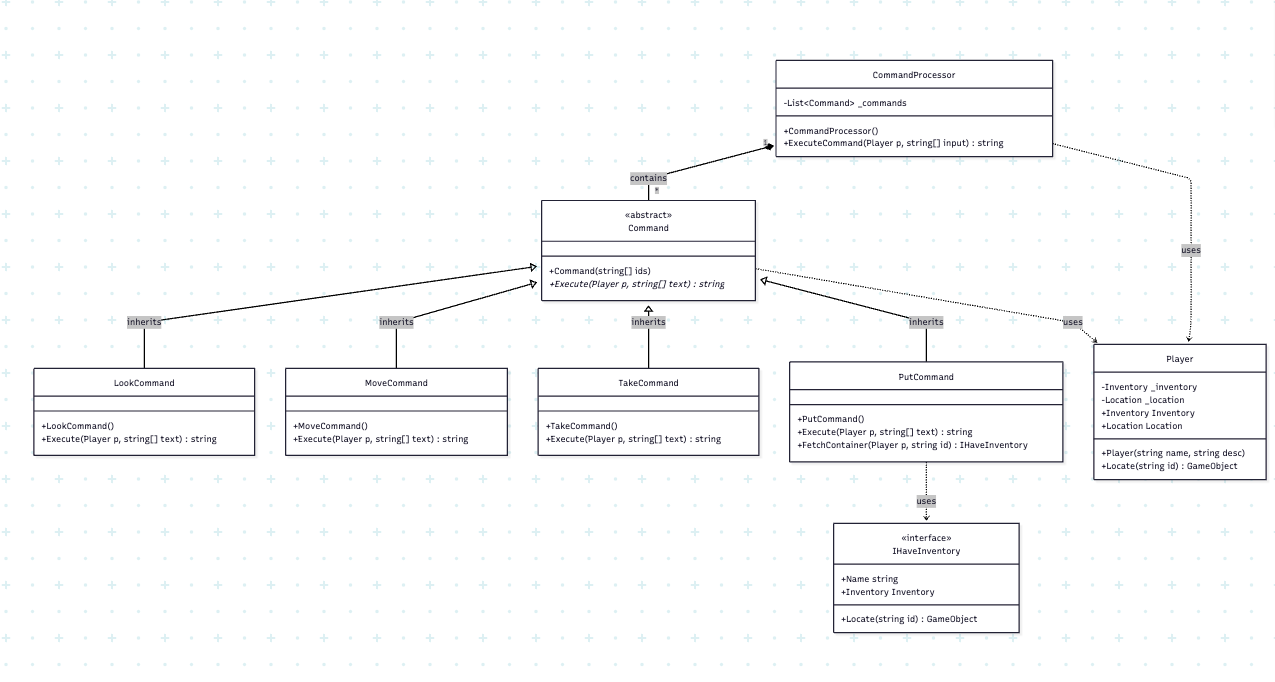 CommandProcessor
-List<Command> _commands
+CommandProcessor()
+ExecuteCommand(Player p, string[] input) : string
contains
*
«abstract»
Command
+Command(string[] ids)
+Execute(Player p, string[] text) : string
uses
inherits
inherits
inherits
inherits
uses
LookCommand
+LookCommand()
+Execute(Player p, string[] text) : string
MoveCommand
+MoveCommand()
+Execute(Player p, string[] text) : string
TakeCommand
+TakeCommand()
+Execute(Player p, string[] text) : string
PutCommand
+PutCommand()
+Execute(Player p, string[] text) : string
+FetchContainer(Player p, string id) : IHaveInventory
Player
-Inventory _inventory
-Location _location
+Inventory Inventory
+Location Location
+Player(string name, string desc)
+Locate(string id) : GameObject
uses
«interface»
IHaveInventory
+Name string
+Inventory Inventory
+Locate(string id) : GameObject